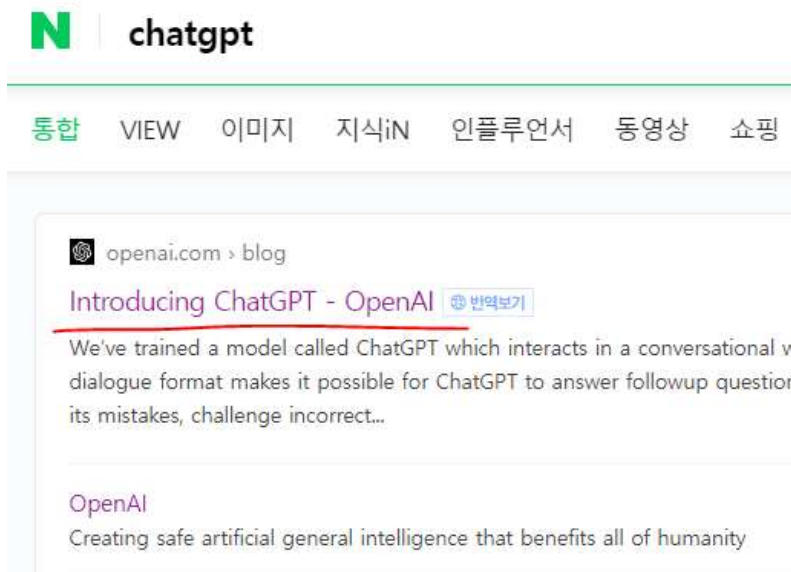 N chatgpt
통합 VIEW 이미지 지식iN 인플루언서 동영상 쇼핑
openai.com › blog
Introducing ChatGPT - OpenAI 번역보기
We've trained a model called ChatGPT which interacts in a conversational
dialogue format makes it possible for ChatGPT to answer followup
its mistakes, challenge incorrect...
OpenAI
Creating safe artificial general intelligence that benefits all of humanity